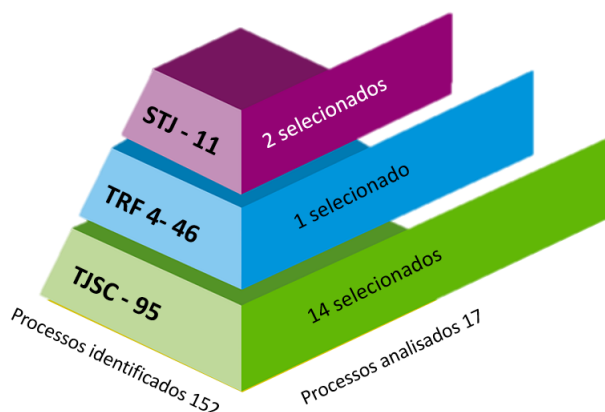 STJ - 11
2 selecionados
TRF 4- 46
1 selecionado
TJSC - 95
14 selecionados
Processos identificados 152
Processos analisados 17